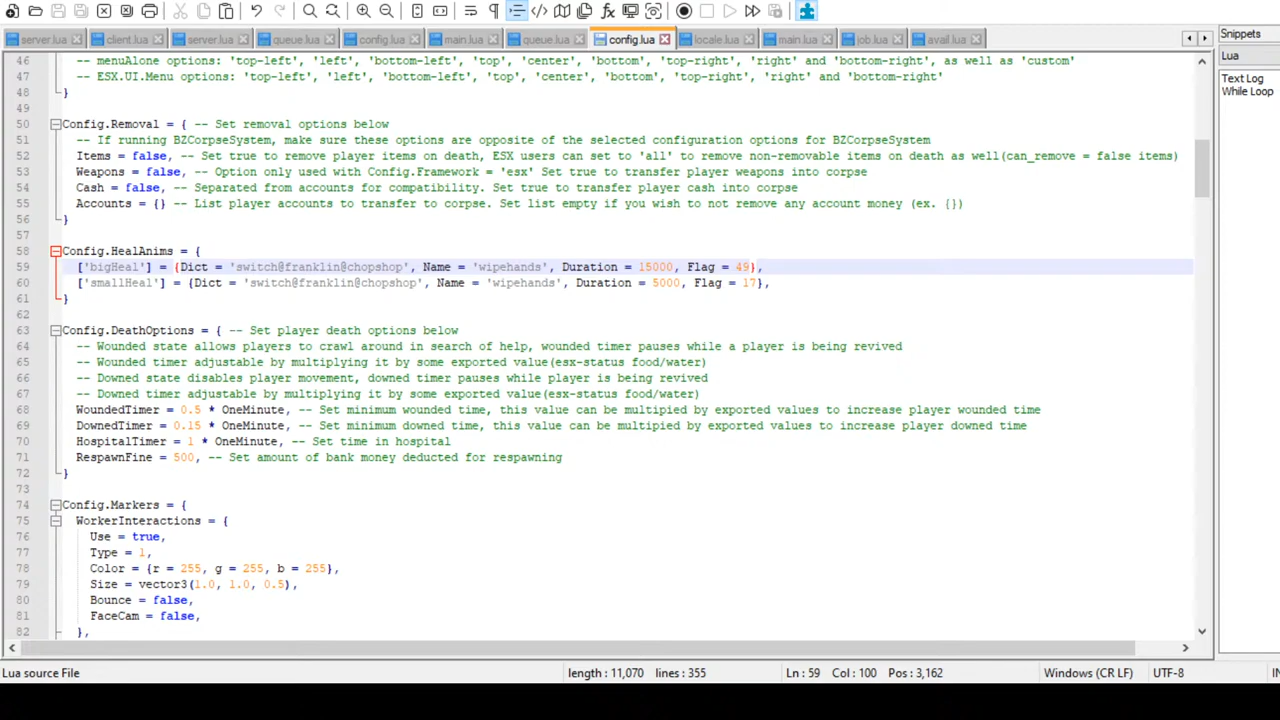 server.lua client.lua server.lua queue.lua config.lua main.lua queue.lua config.lua locale.lua main.lua job.lua avail.lua
Snippets
Lua
Text Log
While Loop
46 -- menuAlone options: 'top-left', 'left', 'bottom-left', 'top', 'center', 'bottom', 'top-right', 'right' and 'bottom-right', as well as 'custom'
47 -- ESX.UI.Menu options: 'top-left', 'left', 'bottom-left', 'top', 'center', 'bottom', 'top-right', 'right' and 'bottom-right'
48 }
49
50 Config.Removal = { -- Set removal options below
51 -- If running BZCorpseSystem, make sure these options are opposite of the selected configuration options for BZCorpseSystem
52 Items = false, -- Set true to remove player items on death, ESX users can set to 'all' to remove non-removable items on death as well(can_remove = false items)
53 Weapons = false, -- Option only used with Config.Framework = 'esx' Set true to transfer player weapons into corpse
54 Cash = false, -- Separated from accounts for compatibility. Set true to transfer player cash into corpse
55 Accounts = {} -- List player accounts to transfer to corpse. Set list empty if you wish to not remove any account money (ex. {})
56 }
57
58 Config.HealAnims = {
59 ['bigHeal'] = {Dict = 'switch@franklin@chopshop', Name = 'wipehands', Duration = 15000, Flag = 49},
60 ['smallHeal'] = {Dict = 'switch@franklin@chopshop', Name = 'wipehands', Duration = 5000, Flag = 17},
61 }
62
63 Config.DeathOptions = { -- Set player death options below
64 -- Wounded state allows players to crawl around in search of help, wounded timer pauses while a player is being revived
65 -- Wounded timer adjustable by multiplying it by some exported value(esx-status food/water)
66 -- Downed state disables player movement, downed timer pauses while player is being revived
67 -- Downed timer adjustable by multiplying it by some exported value(esx-status food/water)
68 WoundedTimer = 0.5 * OneMinute, -- Set minimum wounded time, this value can be multipied by exported values to increase player wounded time
69 DownedTimer = 0.15 * OneMinute, -- Set minimum downed time, this value can be multipied by exported values to increase player downed time
70 HospitalTimer = 1 * OneMinute, -- Set time in hospital
71 RespawnFine = 500, -- Set amount of bank money deducted for respawning
72 }
73
74 Config.Markers = {
75 WorkerInteractions = {
76 Use = true,
77 Type = 1,
78 Color = {r = 255, g = 255, b = 255},
79 Size = vector3(1.0, 1.0, 0.5),
80 Bounce = false,
81 FaceCam = false,
82 },
Lua source File length : 11,070 lines : 355 Ln : 59 Col : 100 Pos : 3,162 Windows (CR LF) UTF-8 IN